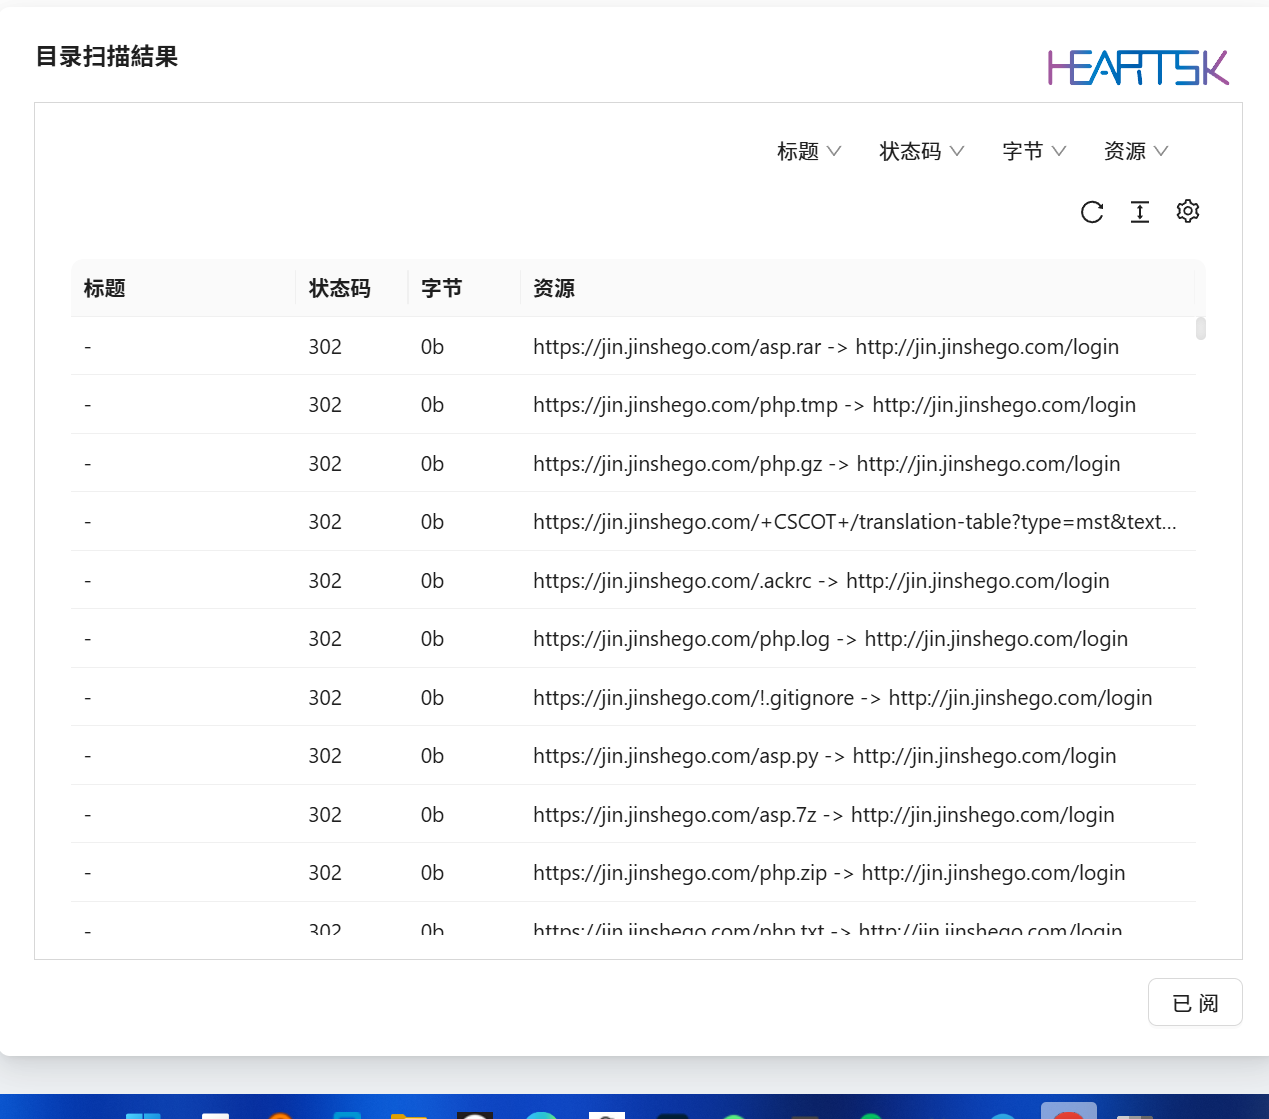 目录扫描結果
HEARTSK
标题 状态码 字节 资源
标题 状态码 字节 资源
- 302 0b https://jin.jinshego.com/asp.rar -> http://jin.jinshego.com/login
- 302 0b https://jin.jinshego.com/php.tmp -> http://jin.jinshego.com/login
- 302 0b https://jin.jinshego.com/php.gz -> http://jin.jinshego.com/login
- 302 0b https://jin.jinshego.com/+CSCOT+/translation-table?type=mst&text...
- 302 0b https://jin.jinshego.com/.ackrc -> http://jin.jinshego.com/login
- 302 0b https://jin.jinshego.com/php.log -> http://jin.jinshego.com/login
- 302 0b https://jin.jinshego.com/!.gitignore -> http://jin.jinshego.com/login
- 302 0b https://jin.jinshego.com/asp.py -> http://jin.jinshego.com/login
- 302 0b https://jin.jinshego.com/asp.7z -> http://jin.jinshego.com/login
- 302 0b https://jin.jinshego.com/php.zip -> http://jin.jinshego.com/login
- 302 0b https://jin.jinshego.com/php.txt -> http://jin.jinshego.com/login
已 阅